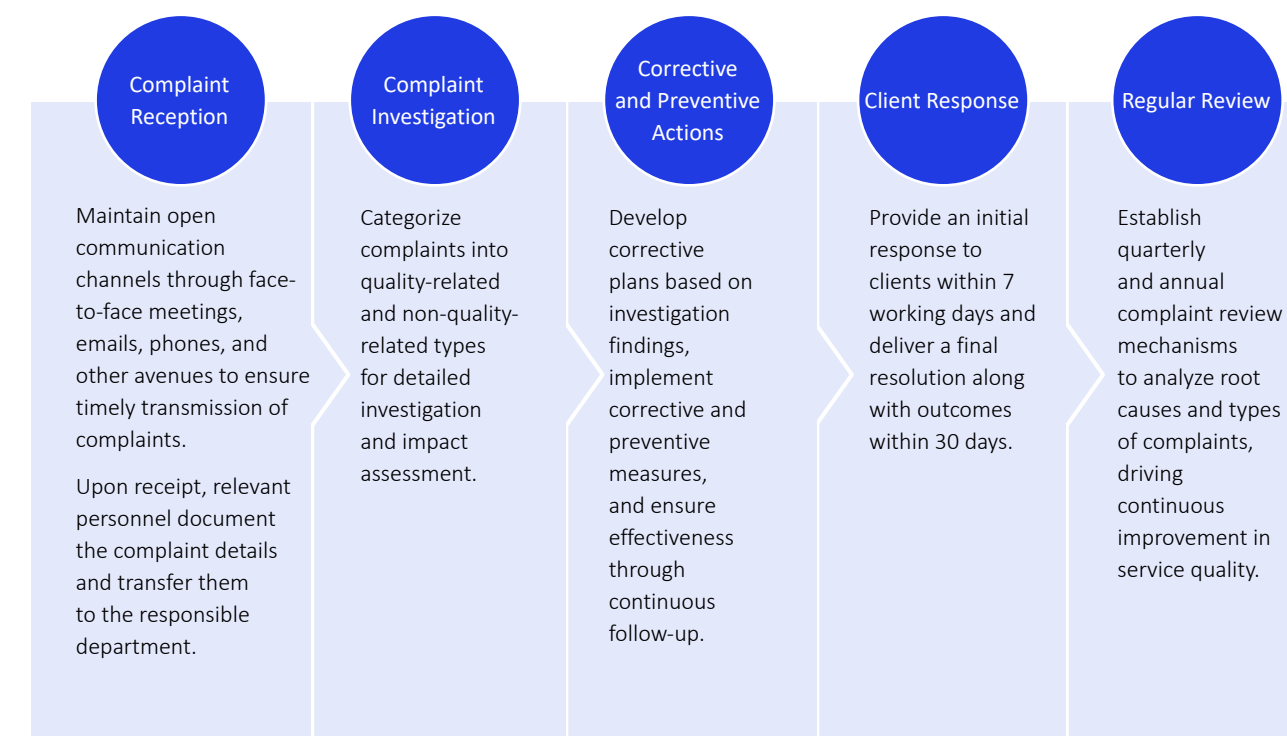 Complaint
Reception
Maintain open
communication
channels through face-
to-face meetings,
emails, phones, and
other avenues to ensure
timely transmission of
complaints.
Upon receipt, relevant
personnel document
the complaint details
and transfer them
to the responsible
department.
Complaint
Investigation
Categorize
complaints into
quality-related
and non-quality-
related types
for detailed
investigation
and impact
assessment.
Corrective
and Preventive
Actions
Develop
corrective
plans based on
investigation
findings,
implement
corrective and
preventive
measures,
and ensure
effectiveness
through
continuous
follow-up.
Client Response
Provide an initial
response to
clients within 7
working days and
deliver a final
resolution along
with outcomes
within 30 days.
Regular Review
Establish
quarterly
and annual
complaint review
mechanisms
to analyze root
causes and types
of complaints,
driving
continuous
improvement in
service quality.